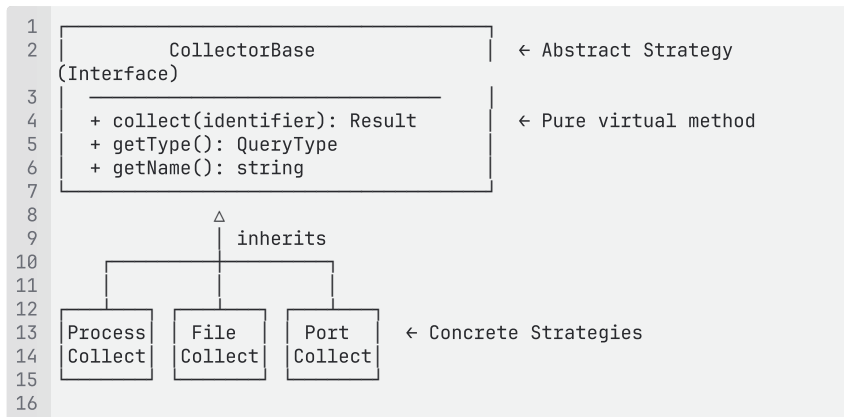 1
2 CollectorBase ← Abstract Strategy
(Interface)
3
4 + collect(identifier): Result ← Pure virtual method
5 + getType(): QueryType
6 + getName(): string
7
8 △
9 inherits
10
11
12
13 Process File Port ← Concrete Strategies
14 Collect Collect Collect
15
16